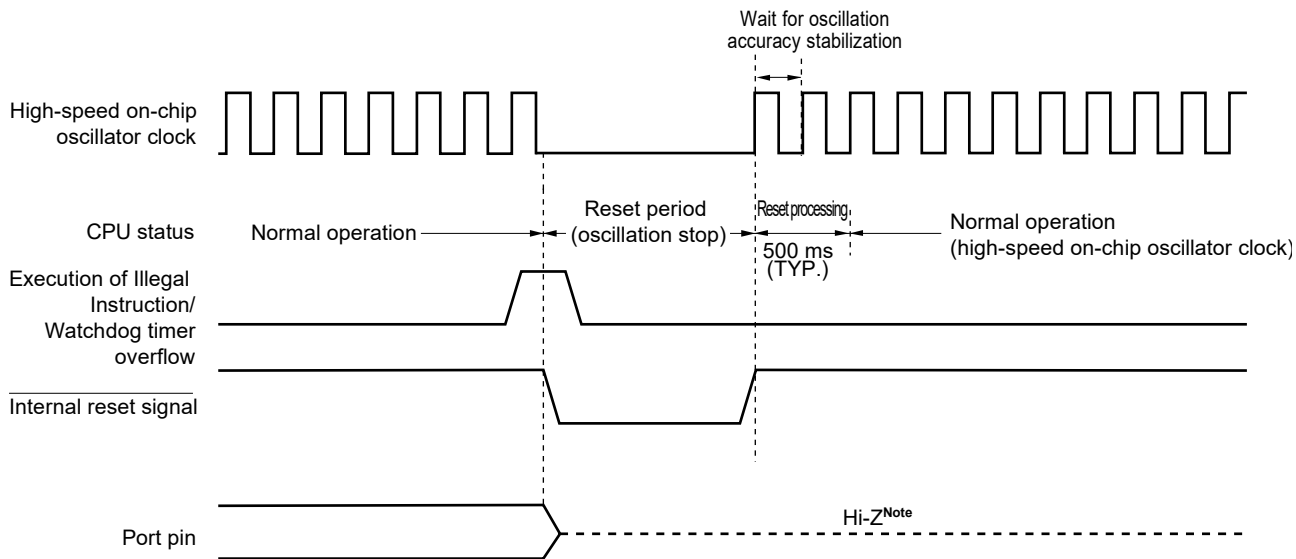 Wait for oscillation
accuracy stabilization
High-speed on-chip
oscillator clock
CPU status
Normal operation
Reset period
(oscillation stop)
Reset processing
500 ms
(TYP.)
Normal operation
(high-speed on-chip oscillator clock)
Execution of Illegal
Instruction/
Watchdog timer
overflow
Internal reset signal
Port pin
Hi-Z Note